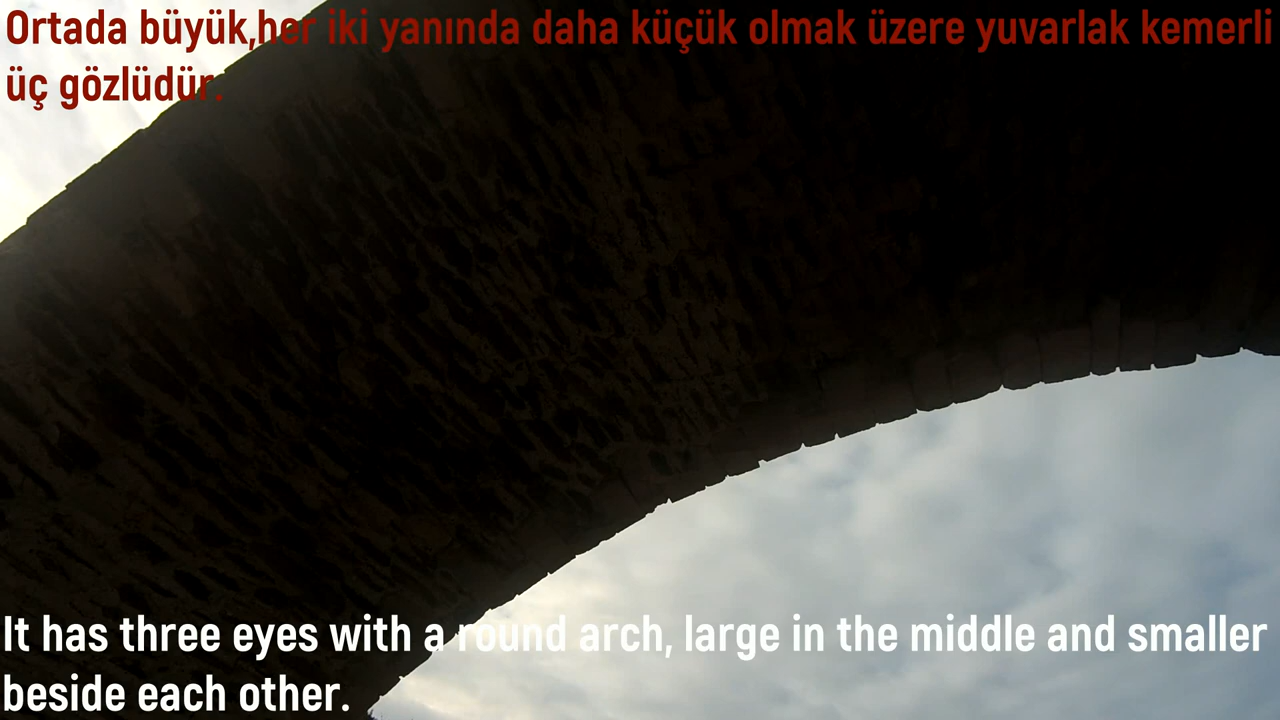 Ortada büyük,her iki yanında daha küçük olmak üzere yuvarlak kemerli
üç gözlüdür.
It has three eyes with a round arch, large in the middle and smaller
beside each other.